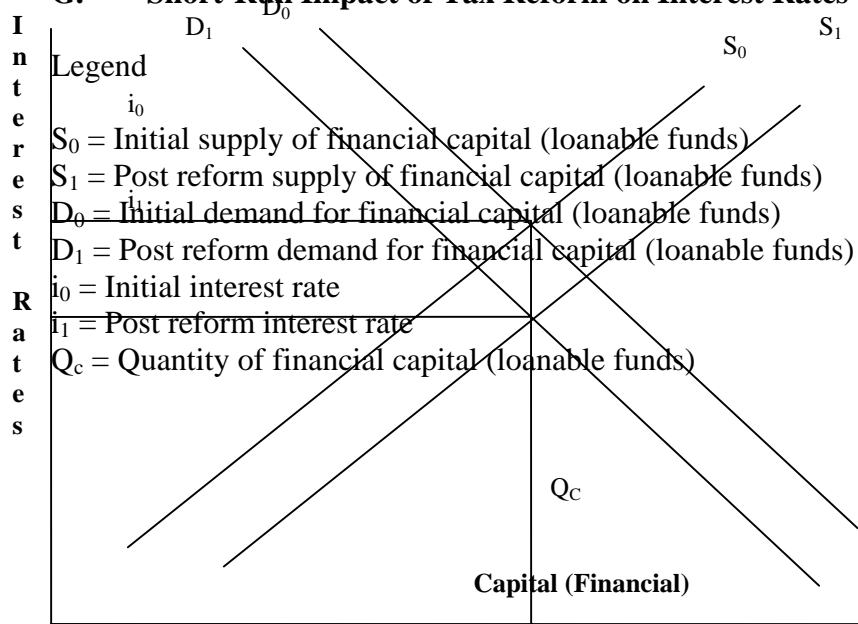 G. Short-Run Impact of Tax Reform on Interest Rates
D₀
D₁
S₁
S₀
Interest Rates
Legend
i₀
S₀ = Initial supply of financial capital (loanable funds)
S₁ = Post reform supply of financial capital (loanable funds)
i₁
D₀ = Initial demand for financial capital (loanable funds)
D₁ = Post reform demand for financial capital (loanable funds)
i₀ = Initial interest rate
i₁ = Post reform interest rate
Q꜀ = Quantity of financial capital (loanable funds)
Q_C
Capital (Financial)